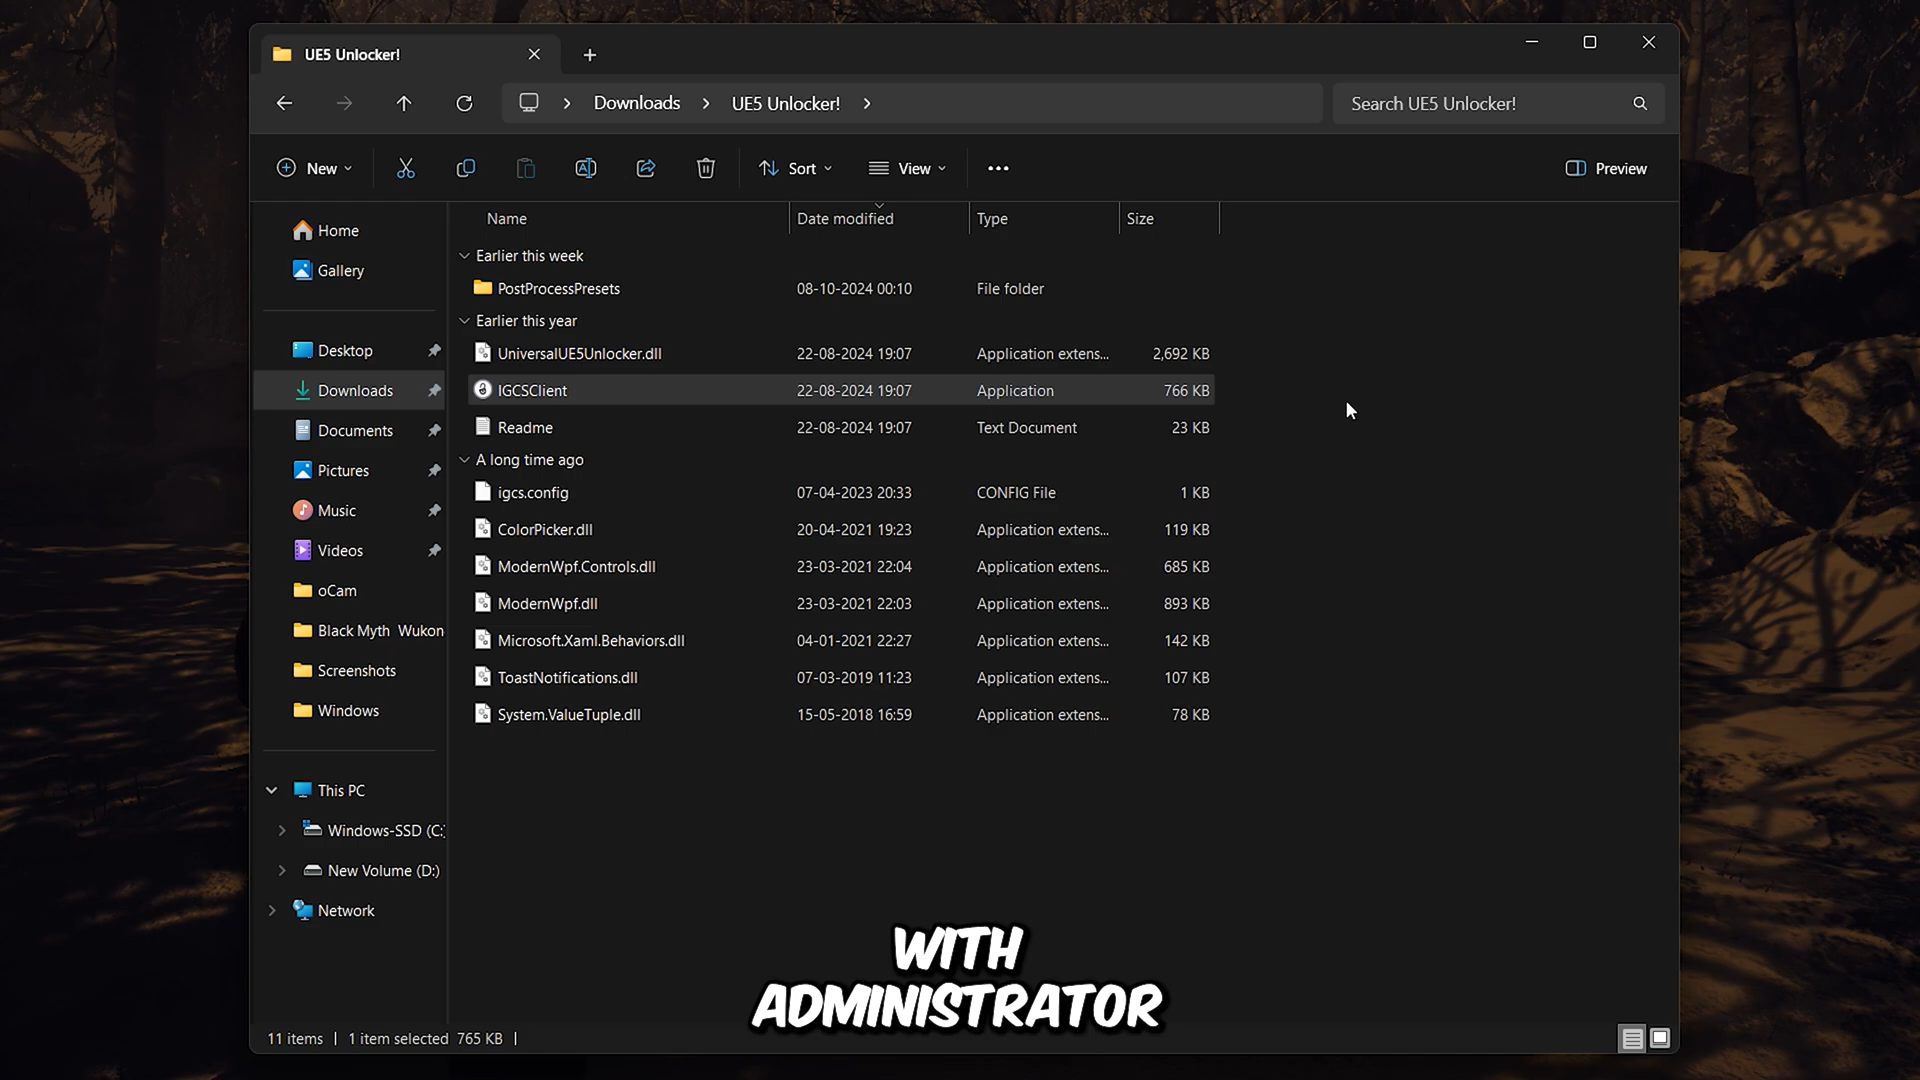 UE5 Unlocker!
Downloads UE5 Unlocker!
Search UE5 Unlocker!
New
Sort
View
Preview
Home
Gallery
Desktop
Downloads
Documents
Pictures
Music
Videos
oCam
Black Myth Wukon
Screenshots
Windows
This PC
Windows-SSD (C:)
New Volume (D:)
Network
Name Date modified Type Size
Earlier this week
PostProcessPresets 08-10-2024 00:10 File folder
Earlier this year
UniversalUE5Unlocker.dll 22-08-2024 19:07 Application extens... 2,692 KB
IGCSClient 22-08-2024 19:07 Application 766 KB
Readme 22-08-2024 19:07 Text Document 23 KB
A long time ago
igcs.config 07-04-2023 20:33 CONFIG File 1 KB
ColorPicker.dll 20-04-2021 19:23 Application extens... 119 KB
ModernWpf.Controls.dll 23-03-2021 22:04 Application extens... 685 KB
ModernWpf.dll 23-03-2021 22:03 Application extens... 893 KB
Microsoft.Xaml.Behaviors.dll 04-01-2021 22:27 Application extens... 142 KB
ToastNotifications.dll 07-03-2019 11:23 Application extens... 107 KB
System.ValueTuple.dll 15-05-2018 16:59 Application extens... 78 KB
WITH
ADMINISTRATOR
11 items 1 item selected 765 KB